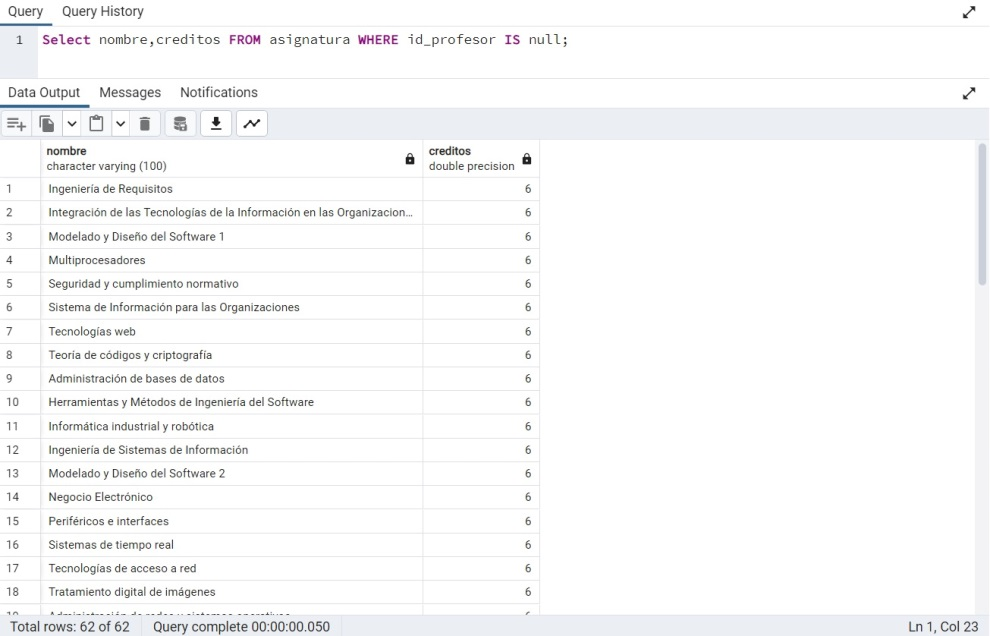 Query Query History
1 Select nombre,creditos FROM asignatura WHERE id_profesor IS null;
Data Output Messages Notifications
nombre creditos
character varying (100) double precision
1 Ingeniería de Requisitos 6
2 Integración de las Tecnologías de la Información en las Organizacion... 6
3 Modelado y Diseño del Software 1 6
4 Multiprocesadores 6
5 Seguridad y cumplimiento normativo 6
6 Sistema de Información para las Organizaciones 6
7 Tecnologías web 6
8 Teoría de códigos y criptografía 6
9 Administración de bases de datos 6
10 Herramientas y Métodos de Ingeniería del Software 6
11 Informática industrial y robótica 6
12 Ingeniería de Sistemas de Información 6
13 Modelado y Diseño del Software 2 6
14 Negocio Electrónico 6
15 Periféricos e interfaces 6
16 Sistemas de tiempo real 6
17 Tecnologías de acceso a red 6
18 Tratamiento digital de imágenes 6
19 Administración de redes y sistemas operativos 6
Total rows: 62 of 62 Query complete 00:00:00.050 Ln 1, Col 23